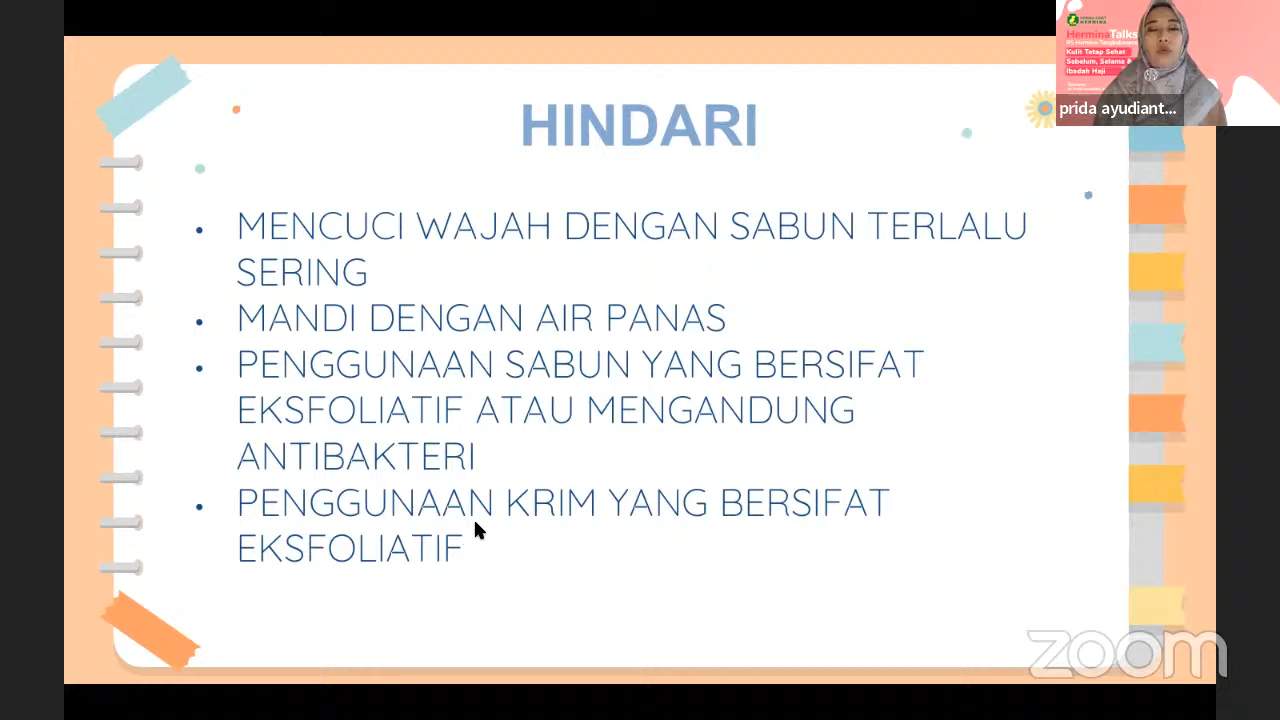 HINDARI
• MENCUCI WAJAH DENGAN SABUN TERLALU
SERING
• MANDI DENGAN AIR PANAS
• PENGGUNAAN SABUN YANG BERSIFAT
EKSFOLIATIF ATAU MENGANDUNG
ANTIBAKTERI
• PENGGUNAAN KRIM YANG BERSIFAT
EKSFOLIATIF
HERMINA
HerminaTalks
Kulit Tetap Sehat
Sebelum, Selama &
Ibadah Haji
prida ayudiant...
zoom